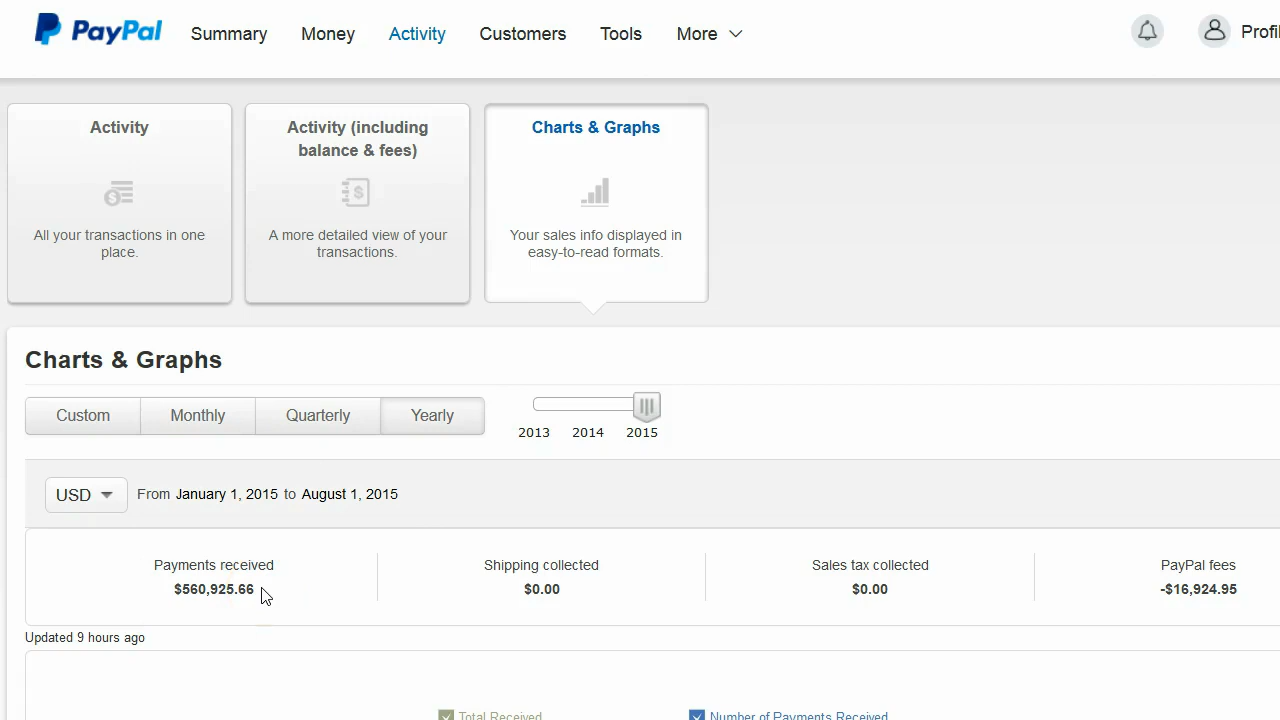 PayPal Summary Money Activity Customers Tools More
Activity
All your transactions in one
place.
Activity (including
balance & fees)
A more detailed view of your
transactions.
Charts & Graphs
Your sales info displayed in
easy-to-read formats.
Charts & Graphs
Custom Monthly Quarterly Yearly
2013 2014 2015
USD From January 1, 2015 to August 1, 2015
Payments received
$560,925.66
Shipping collected
$0.00
Sales tax collected
$0.00
PayPal fees
-$16,924.95
Updated 9 hours ago
Total Received Number of Payments Received